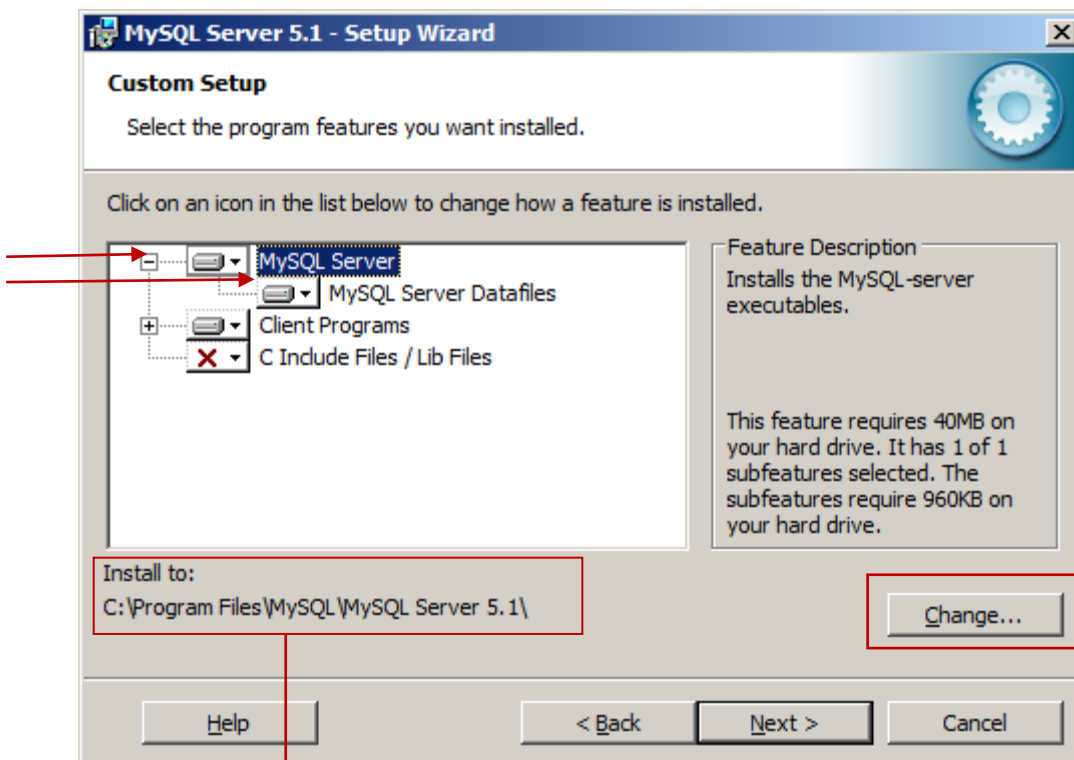 MySQL Server 5.1 - Setup Wizard
Custom Setup
Select the program features you want installed.
Click on an icon in the list below to change how a feature is installed.
MySQL Server
MySQL Server Datafiles
Client Programs
C Include Files / Lib Files
Feature Description
Installs the MySQL-server
executables.
This feature requires 40MB on
your hard drive. It has 1 of 1
subfeatures selected. The
subfeatures require 960KB on
your hard drive.
Install to:
C:\Program Files\MySQL\MySQL Server 5.1\
Change...
Help
< Back
Next >
Cancel